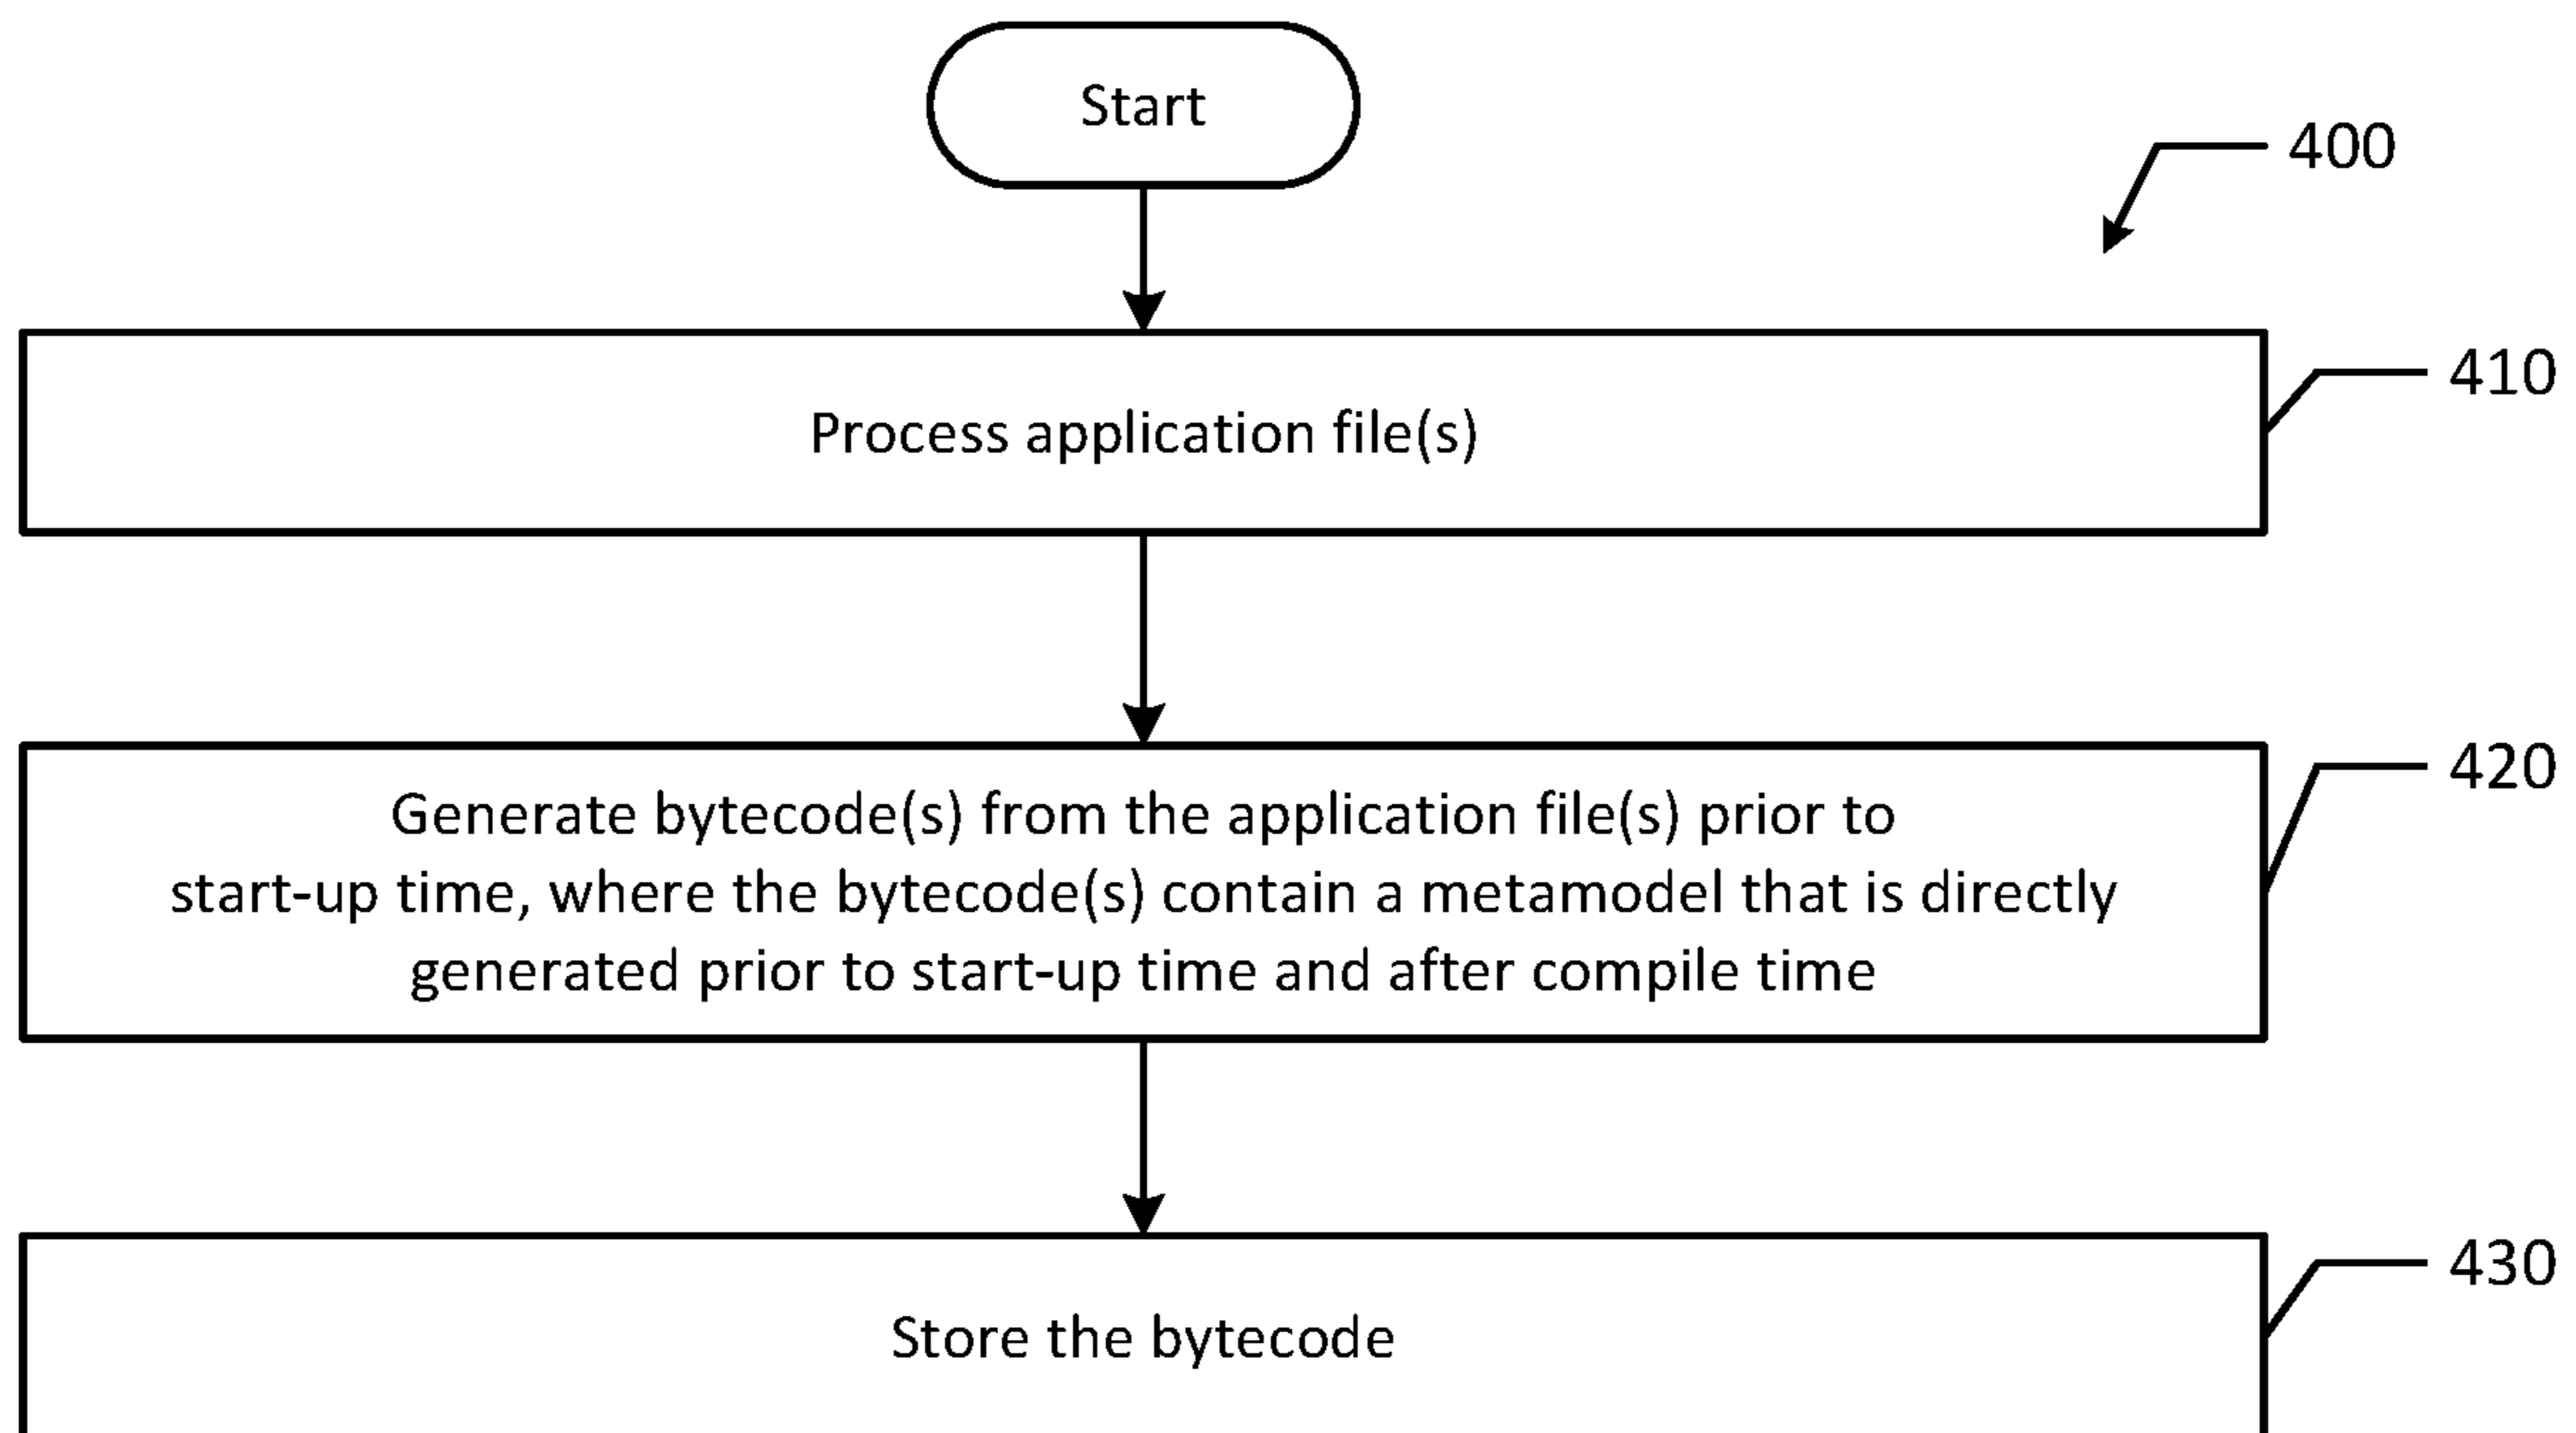 Start
400
410
Process application file(s)
420
Generate bytecode(s) from the application file(s) prior to
start-up time, where the bytecode(s) contain a metamodel that is directly
generated prior to start-up time and after compile time
430
Store the bytecode